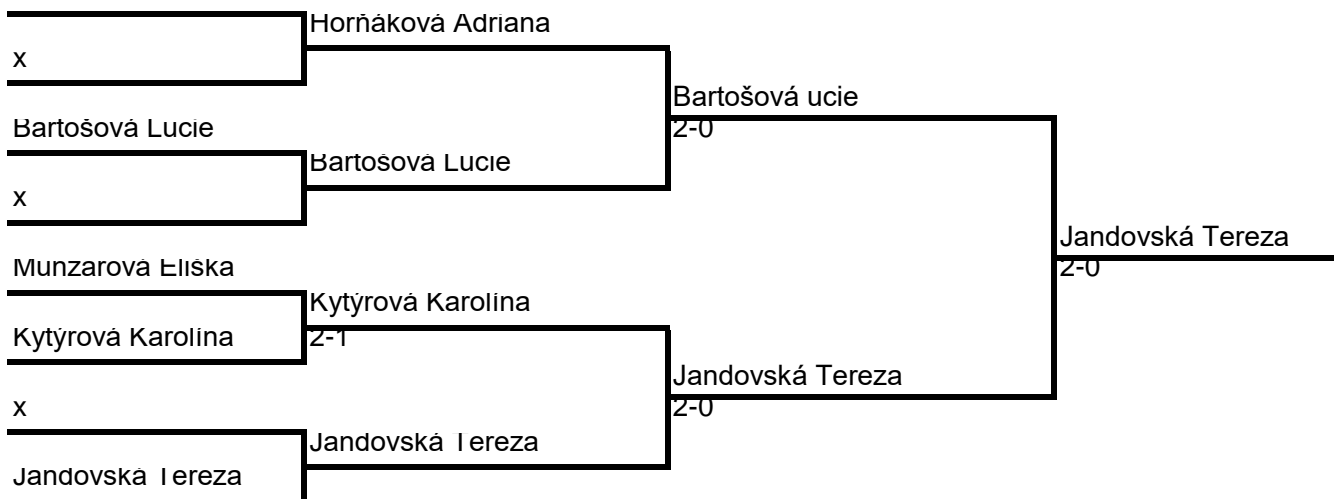 Horňáková Adriana
x
Bartošová ucie
2-0
Bartošová Lucie
Bartošová Lucie
x
Jandovská Tereza
2-0
Munzarová Eliška
Kytýrová Karolína
Kytýrová Karolína
2-1
Jandovská Tereza
2-0
x
Jandovská Tereza
Jandovská Tereza